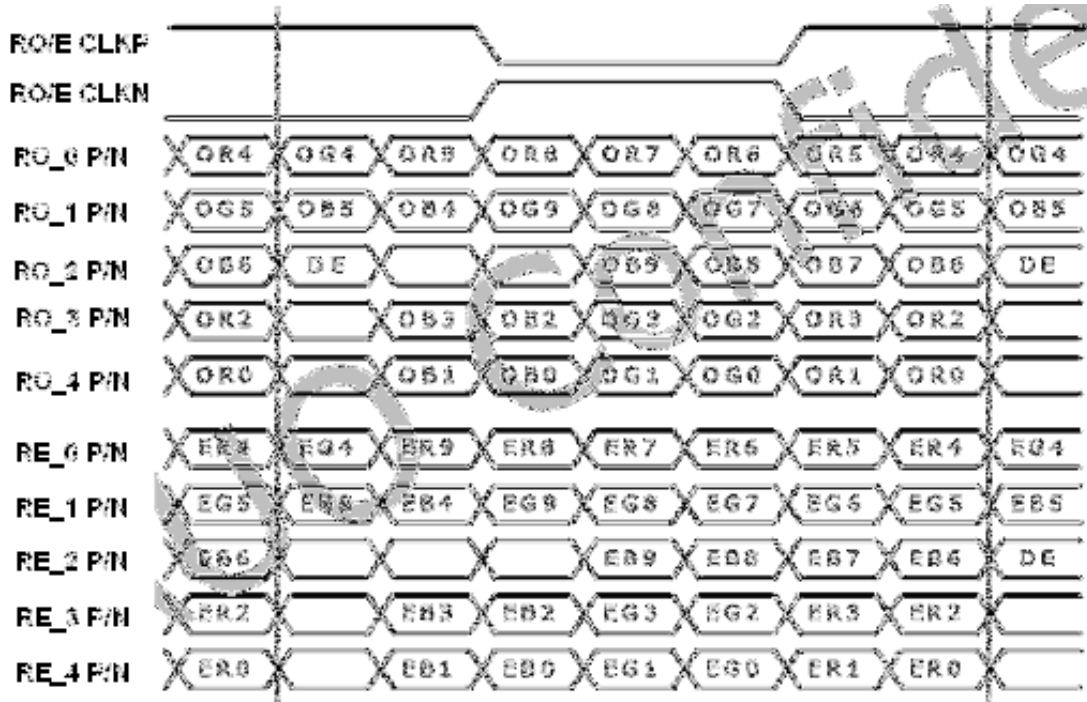 RO/E CLKP
RO/E CLKN
RO_0 P/N OR4 OG4 OR9 OR8 OR7 OR6 OR5 OR4 OG4
RO_1 P/N OG5 OB5 OB4 OG9 OG8 OG7 OG6 OG5 OB5
RO_2 P/N OB6 DE OB9 OB8 OB7 OB6 DE
RO_3 P/N OR2 OB3 OB2 OG3 OG2 OR3 OR2
RO_4 P/N OR0 OB1 OB0 OG1 OG0 OR1 OR0
RE_0 P/N ER4 EG4 ER9 ER8 ER7 ER6 ER5 ER4 EG4
RE_1 P/N EG5 EB5 EB4 EG9 EG8 EG7 EG6 EG5 EB5
RE_2 P/N EB6 EB9 EB8 EB7 EB6 DE
RE_3 P/N ER2 EB3 EB2 EG3 EG2 ER3 ER2
RE_4 P/N ER0 EB1 EB0 EG1 EG0 ER1 ER0